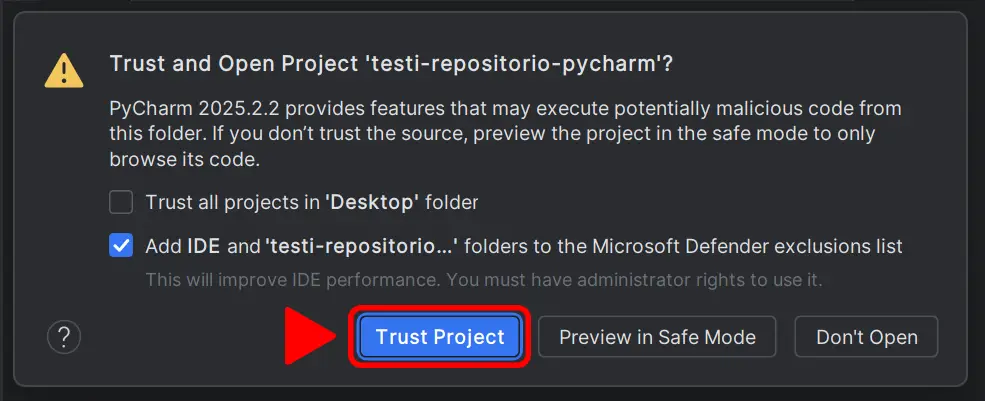 Trust and Open Project 'testi-repositorio-pycharm'?
PyCharm 2025.2.2 provides features that may execute potentially malicious code from
this folder. If you don’t trust the source, preview the project in the safe mode to only
browse its code.
Trust all projects in 'Desktop' folder
Add IDE and 'testi-repositorio...' folders to the Microsoft Defender exclusions list
This will improve IDE performance. You must have administrator rights to use it.
? Trust Project Preview in Safe Mode Don't Open